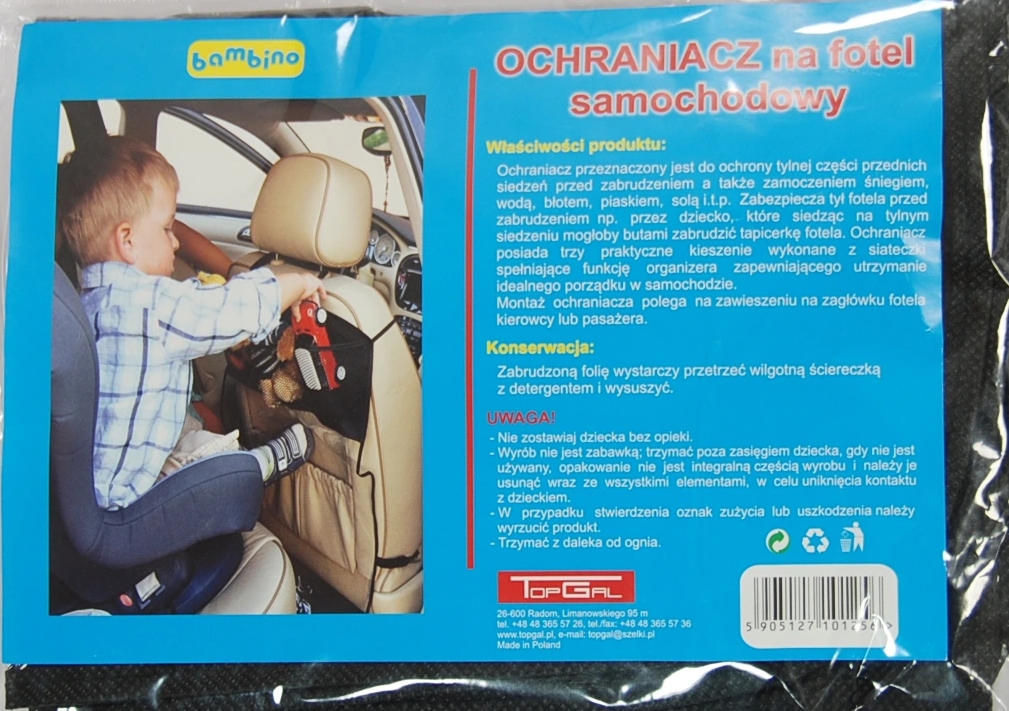 bambino
OCHRANIACZ na fotel
samochodowy
Właściwości produktu:
Ochraniacz przeznaczony jest do ochrony tylnej części przednich
siedzeń przed zabrudzeniem a także zamoczeniem śniegiem,
wodą, błotem, piaskiem, solą i.t.p. Zabezpiecza tył fotela przed
zabrudzeniem np. przez dziecko, które siedząc na tylnym
siedzeniu mogłoby butami zabrudzić tapicerkę fotela. Ochraniacz
posiada trzy praktyczne kieszenie wykonane z siateczki
spełniające funkcję organizera zapewniającego utrzymanie
idealnego porządku w samochodzie.
Montaż ochraniacza polega na zawieszeniu na zagłówku fotela
kierowcy lub pasażera.
Konserwacja:
Zabrudzoną folię wystarczy przetrzeć wilgotną ściereczką
z detergentem i wysuszyć.
UWAGA!
- Nie zostawiaj dziecka bez opieki.
- Wyrób nie jest zabawką; trzymać poza zasięgiem dziecka, gdy nie jest
używany, opakowanie nie jest integralną częścią wyrobu i należy je
usunąć wraz ze wszystkimi elementami, w celu uniknięcia kontaktu
z dzieckiem.
- W przypadku stwierdzenia oznak zużycia lub uszkodzenia należy
wyrzucić produkt.
- Trzymać z daleka od ognia.
TOPGAL
26-600 Radom, Limanowskiego 95 m
tel. +48 48 365 57 26, tel./fax: +48 48 365 57 36
www.topgal.pl, e-mail: topgal@szelki.pl
Made in Poland
5 905127 101256 >